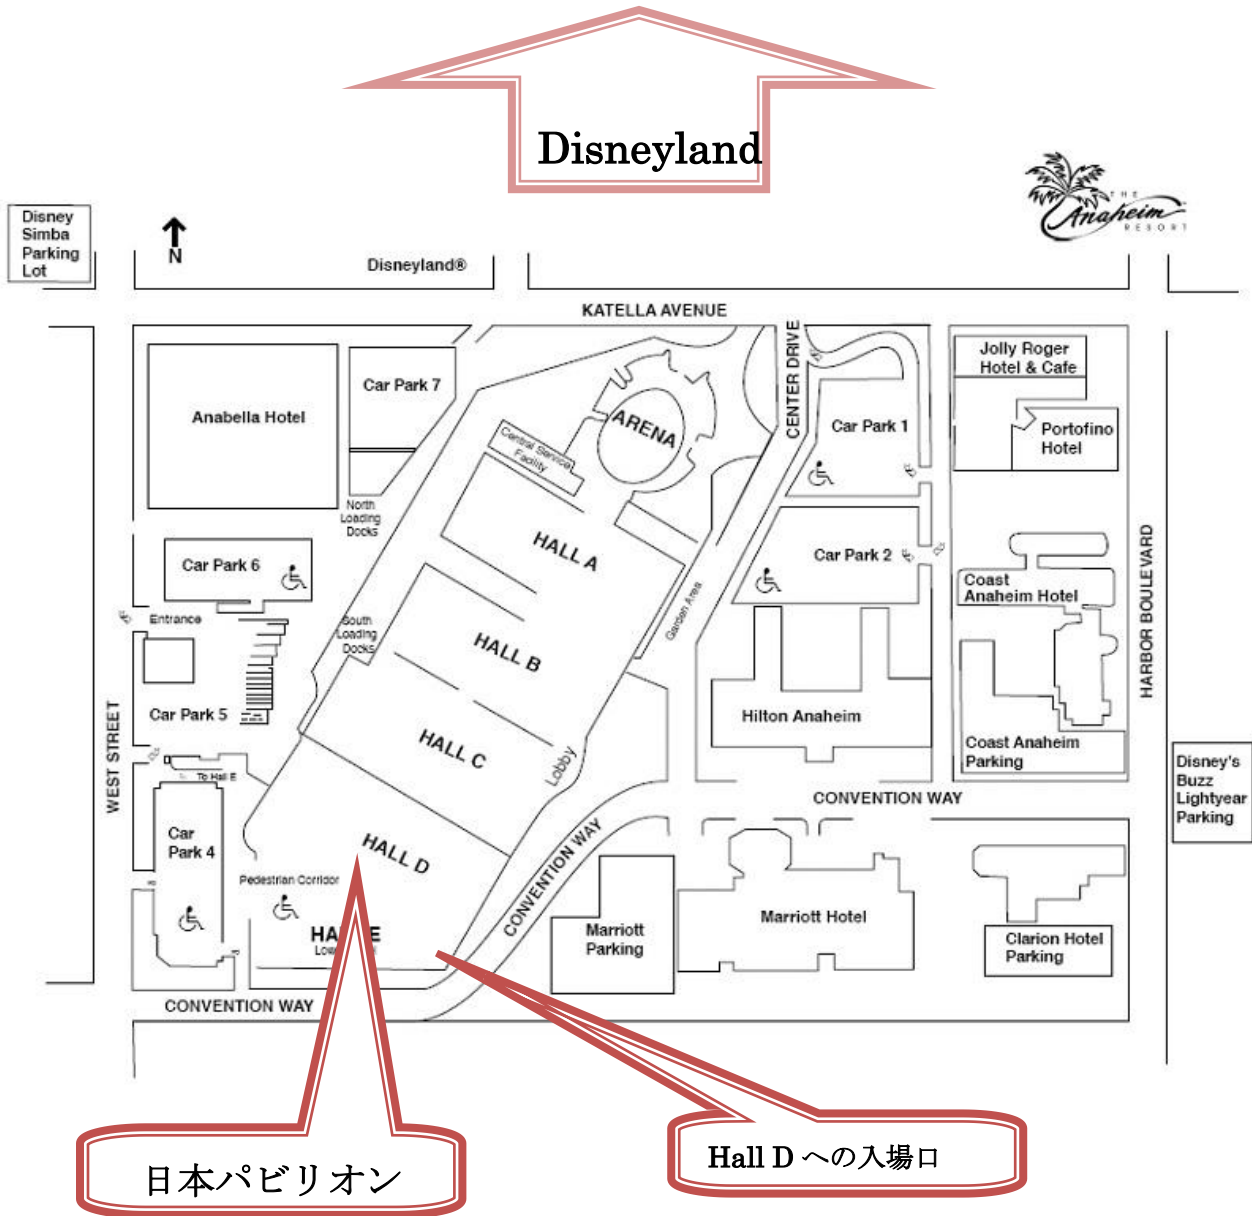 Disneyland
THE
Anaheim
RESORT
Disney
Simba
Parking
Lot
N
Disneyland®
KATELLA AVENUE
CENTER DRIVE
Jolly Roger
Hotel & Cafe
Car Park 7
Anabella Hotel
ARENA
Car Park 1
Portofino
Hotel
Central Service
Facility
North
Loading
Docks
HALL A
Car Park 2
Car Park 6
Coast
Anaheim Hotel
HARBOR BOULEVARD
Garden Area
Entrance
South
Loading
Docks
HALL B
Car Park 5
Hilton Anaheim
WEST STREET
HALL C
Lobby
Coast Anaheim
Parking
Disney's
Buzz
Lightyear
Parking
To Hall E
CONVENTION WAY
Car
Park 4
HALL D
CONVENTION WAY
Pedestrian Corridor
Marriott Hotel
Marriott
Parking
Clarion Hotel
Parking
HA E
Low
CONVENTION WAY
日本パビリオン
Hall D への入場口